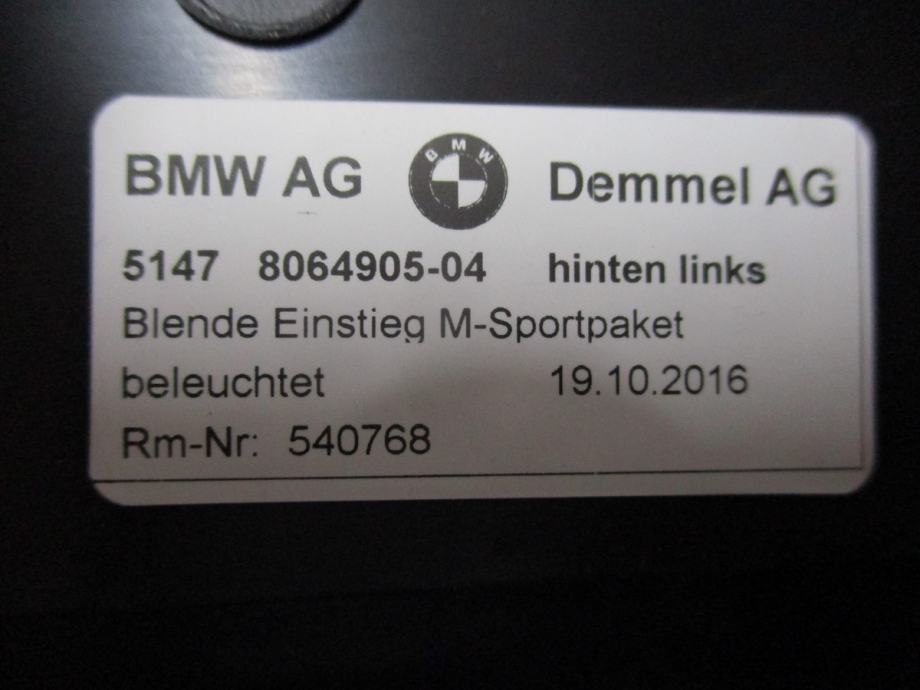 BMW AG BMW Demmel AG
5147 8064905-04 hinten links
Blende Einstieg M-Sportpaket
beleuchtet 19.10.2016
Rm-Nr: 540768